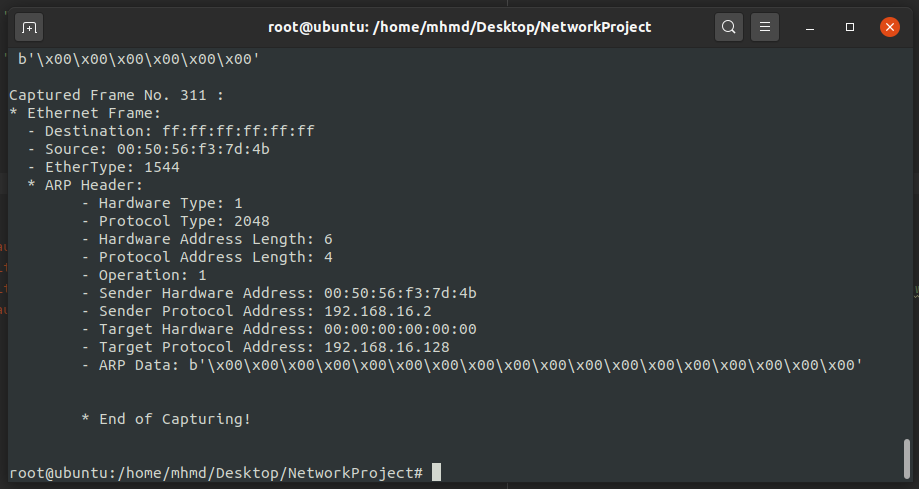 root@ubuntu: /home/mhmd/Desktop/NetworkProject
b'\x00\x00\x00\x00\x00\x00'
Captured Frame No. 311 :
* Ethernet Frame:
- Destination: ff:ff:ff:ff:ff:ff
- Source: 00:50:56:f3:7d:4b
- EtherType: 1544
* ARP Header:
- Hardware Type: 1
- Protocol Type: 2048
- Hardware Address Length: 6
- Protocol Address Length: 4
- Operation: 1
- Sender Hardware Address: 00:50:56:f3:7d:4b
- Sender Protocol Address: 192.168.16.2
- Target Hardware Address: 00:00:00:00:00:00
- Target Protocol Address: 192.168.16.128
- ARP Data: b'\x00\x00\x00\x00\x00\x00\x00\x00\x00\x00\x00\x00\x00\x00\x00\x00\x00\x00'
* End of Capturing!
root@ubuntu:/home/mhmd/Desktop/NetworkProject#